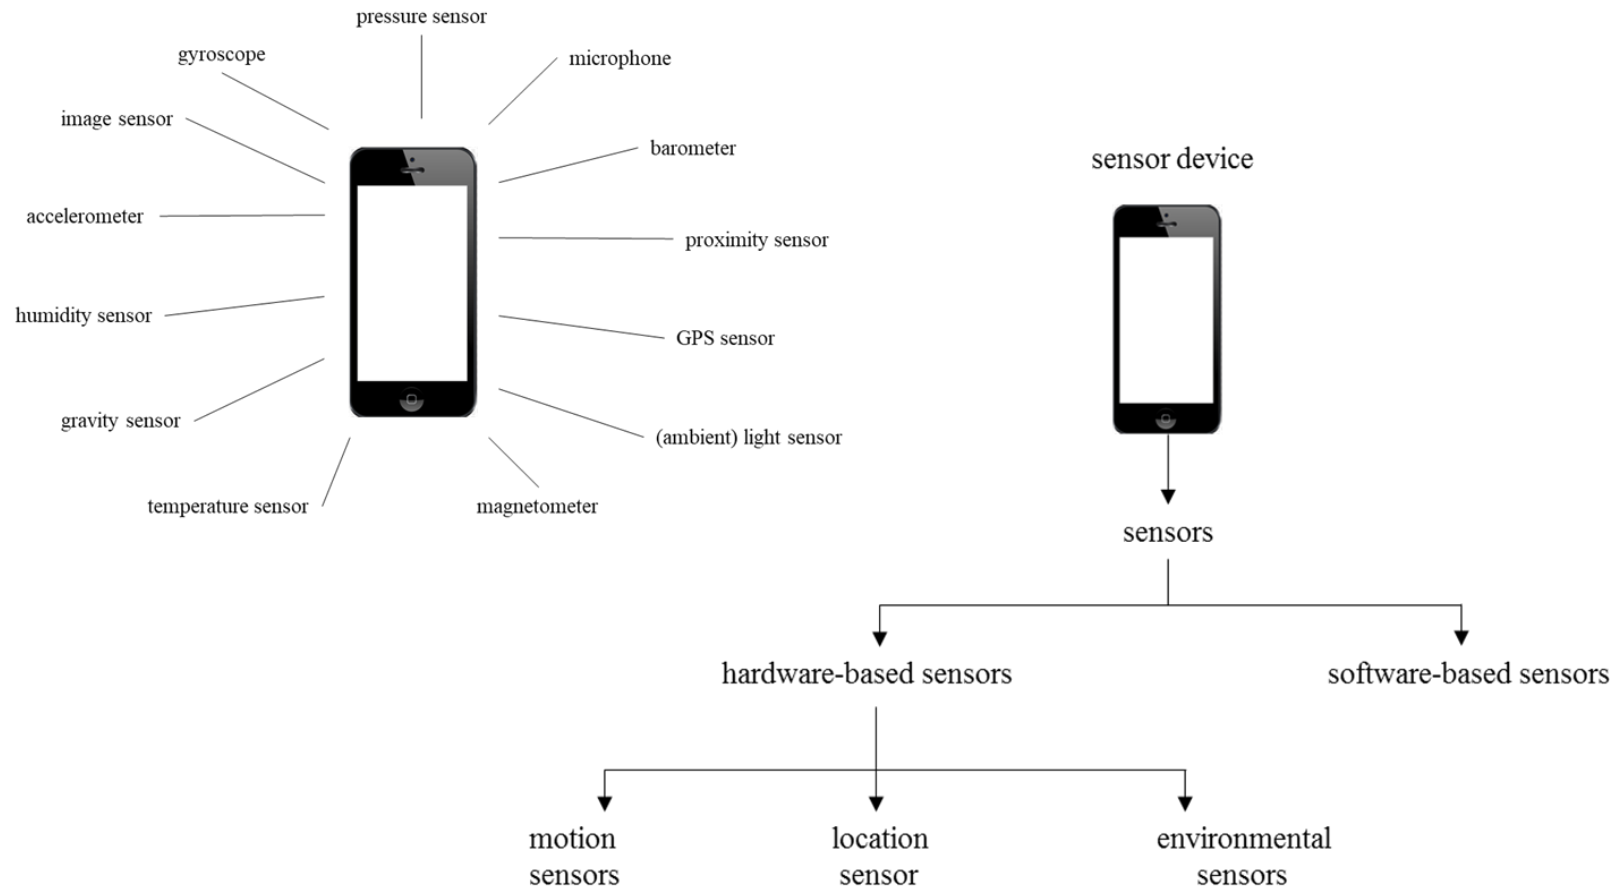 pressure sensor
gyroscope
microphone
image sensor
barometer
accelerometer
proximity sensor
humidity sensor
GPS sensor
gravity sensor
(ambient) light sensor
temperature sensor
magnetometer
sensor device
sensors
hardware-based sensors
software-based sensors
motion
sensors
location
sensor
environmental
sensors